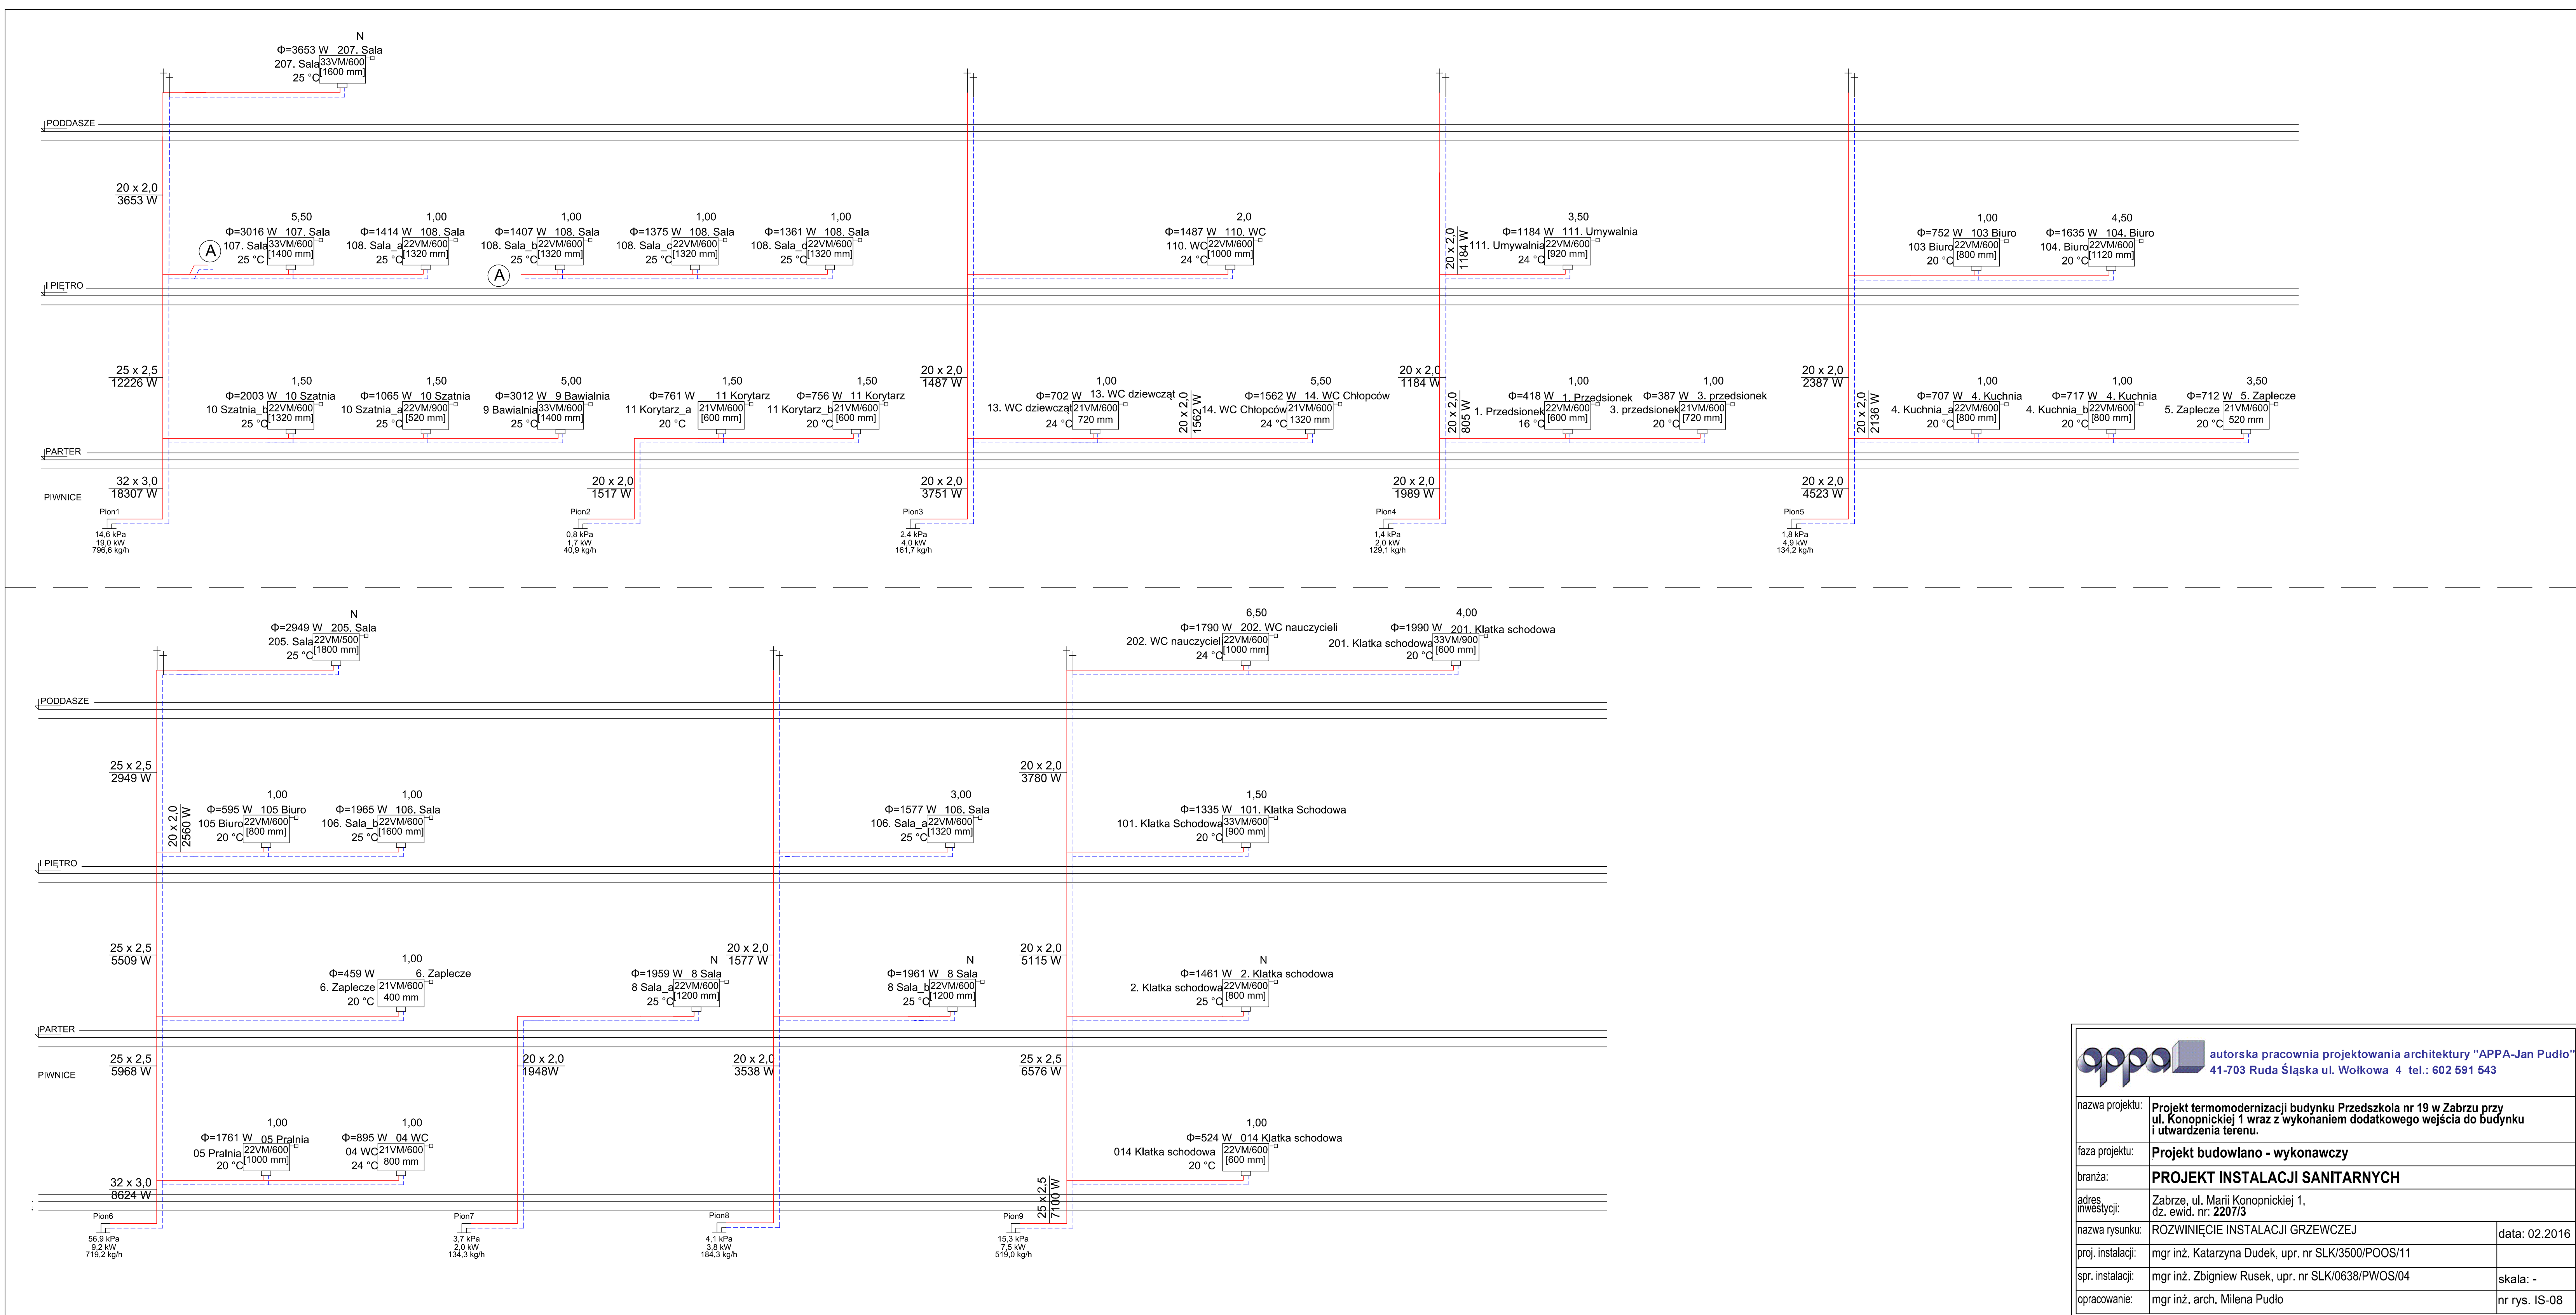 N
Φ=3653 W 207. Sala
207. Sala 33VM/600
[1600 mm]
25 °C
PODDASZE
20 x 2,0
3653 W
5,50
Φ=3016 W 107. Sala
107. Sala 33VM/600
[1400 mm]
25 °C
1,00
Φ=1414 W 108. Sala
108. Sala_a 22VM/600
[1320 mm]
25 °C
A
1,00
Φ=1407 W 108. Sala
108. Sala_b 22VM/600
[1320 mm]
25 °C
1,00
Φ=1375 W 108. Sala
108. Sala_c 22VM/600
[1320 mm]
25 °C
1,00
Φ=1361 W 108. Sala
108. Sala_d 22VM/600
[1320 mm]
25 °C
A
2,0
Φ=1487 W 110. WC
110. WC 22VM/600
[1000 mm]
24 °C
20 x 2,0
1184 W
3,50
Φ=1184 W 111. Umywalnia
111. Umywalnia 22VM/600
[920 mm]
24 °C
1,00
Φ=752 W 103 Biuro
103 Biuro 22VM/600
[800 mm]
20 °C
4,50
Φ=1635 W 104. Biuro
104. Biuro 22VM/600
[1120 mm]
20 °C
I PIĘTRO
25 x 2,5
12226 W
1,50
Φ=2003 W 10 Szatnia
10 Szatnia_b 22VM/600
[1320 mm]
25 °C
1,50
Φ=1065 W 10 Szatnia
10 Szatnia_a 22VM/900
[520 mm]
25 °C
5,00
Φ=3012 W 9 Bawialnia
9 Bawialnia 33VM/600
[1400 mm]
25 °C
1,50
Φ=761 W 11 Korytarz
11 Korytarz_a 21VM/600
[600 mm]
20 °C
1,50
Φ=756 W 11 Korytarz
11 Korytarz_b 21VM/600
[600 mm]
20 °C
20 x 2,0
1487 W
1,00
Φ=702 W 13. WC dziewcząt
13. WC dziewcząt 21VM/600
720 mm
24 °C
20 x 2,0
1562 W
5,50
Φ=1562 W 14. WC Chłopców
14. WC Chłopców 21VM/600
1320 mm
24 °C
20 x 2,0
1184 W
20 x 2,0
805 W
1,00
Φ=418 W 1. Przedsionek
1. Przedsionek 22VM/600
[600 mm]
16 °C
1,00
Φ=387 W 3. przedsionek
3. przedsionek 21VM/600
[720 mm]
20 °C
20 x 2,0
2387 W
20 x 2,0
2136 W
1,00
Φ=707 W 4. Kuchnia
4. Kuchnia_a 22VM/600
[800 mm]
20 °C
1,00
Φ=717 W 4. Kuchnia
4. Kuchnia_b 22VM/600
[800 mm]
20 °C
3,50
Φ=712 W 5. Zaplecze
5. Zaplecze 21VM/600
520 mm
20 °C
PARTER
PIWNICE
32 x 3,0
18307 W
20 x 2,0
1517 W
20 x 2,0
3751 W
20 x 2,0
1989 W
20 x 2,0
4523 W
Pion1
14,6 kPa
19,0 kW
796,6 kg/h
Pion2
0,8 kPa
1,7 kW
40,9 kg/h
Pion3
2,4 kPa
4,0 kW
161,7 kg/h
Pion4
1,4 kPa
2,0 kW
129,1 kg/h
Pion5
1,8 kPa
4,9 kW
134,2 kg/h
N
Φ=2949 W 205. Sala
205. Sala 22VM/500
[1800 mm]
25 °C
6,50
Φ=1790 W 202. WC nauczycieli
202. WC nauczycieli 22VM/600
[1000 mm]
24 °C
4,00
Φ=1990 W 201. Klatka schodowa
201. Klatka schodowa 33VM/900
[600 mm]
20 °C
PODDASZE
25 x 2,5
2949 W
20 x 2,0
3780 W
20 x 2,0
2560 W
1,00
Φ=595 W 105 Biuro
105 Biuro 22VM/600
[800 mm]
20 °C
1,00
Φ=1965 W 106. Sala
106. Sala_b 22VM/600
[1600 mm]
25 °C
3,00
Φ=1577 W 106. Sala
106. Sala_a 22VM/600
[1320 mm]
25 °C
1,50
Φ=1335 W 101. Klatka Schodowa
101. Klatka Schodowa 33VM/600
[900 mm]
20 °C
I PIĘTRO
25 x 2,5
5509 W
1,00
Φ=459 W 6. Zaplecze
6. Zaplecze 21VM/600
400 mm
20 °C
N
Φ=1959 W 8 Sala
8 Sala_a 22VM/600
[1200 mm]
25 °C
20 x 2,0
1577 W
N
Φ=1961 W 8 Sala
8 Sala_b 22VM/600
[1200 mm]
25 °C
20 x 2,0
5115 W
N
Φ=1461 W 2. Klatka schodowa
2. Klatka schodowa 22VM/600
[800 mm]
25 °C
PARTER
PIWNICE
25 x 2,5
5968 W
20 x 2,0
1948W
20 x 2,0
3538 W
25 x 2,5
6576 W
1,00
Φ=1761 W 05 Pralnia
05 Pralnia 22VM/600
[1000 mm]
20 °C
1,00
Φ=895 W 04 WC
04 WC 21VM/600
800 mm
24 °C
1,00
Φ=524 W 014 Klatka schodowa
014 Klatka schodowa 22VM/600
[600 mm]
20 °C
32 x 3,0
8624 W
25 x 2,5
7100 W
Pion6
56,9 kPa
9,2 kW
719,2 kg/h
Pion7
3,7 kPa
2,0 kW
134,3 kg/h
Pion8
4,1 kPa
3,8 kW
184,3 kg/h
Pion9
15,3 kPa
7,5 kW
519,0 kg/h
appa autorska pracownia projektowania architektury "APPA-Jan Pudło"
41-703 Ruda Śląska ul. Wołkowa 4 tel.: 602 591 543
nazwa projektu: Projekt termomodernizacji budynku Przedszkola nr 19 w Zabrzu przy
ul. Konopnickiej 1 wraz z wykonaniem dodatkowego wejścia do budynku
i utwardzenia terenu.
faza projektu: Projekt budowlano - wykonawczy
branża: PROJEKT INSTALACJI SANITARNYCH
adres inwestycji: Zabrze, ul. Marii Konopnickiej 1,
dz. ewid. nr: 2207/3
nazwa rysunku: ROZWINIĘCIE INSTALACJI GRZEWCZEJ data: 02.2016
proj. instalacji: mgr inż. Katarzyna Dudek, upr. nr SLK/3500/POOS/11
spr. instalacji: mgr inż. Zbigniew Rusek, upr. nr SLK/0638/PWOS/04 skala: -
opracowanie: mgr inż. arch. Milena Pudło nr rys. IS-08